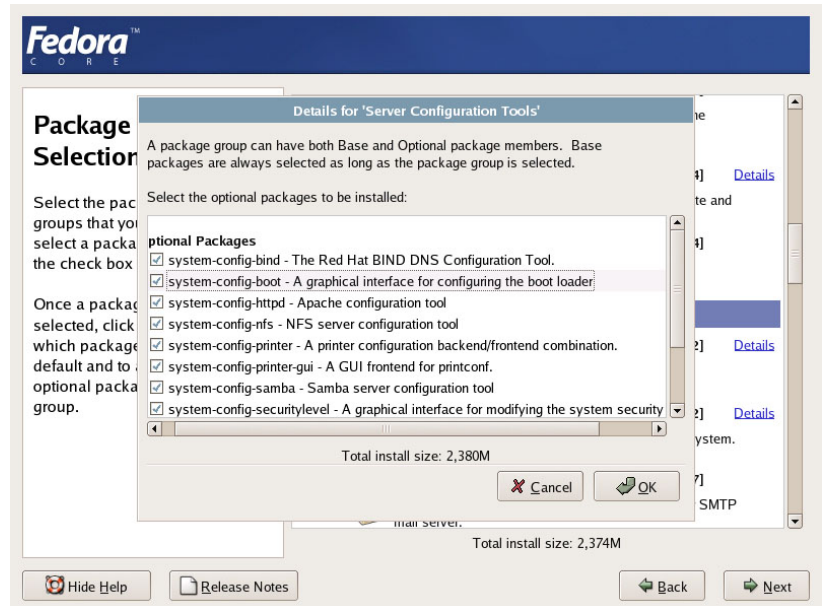 Fedora™
CORE
Package
Selection
Select the pac
groups that you
select a packa
the check box
Once a packag
selected, click
which package
default and to
optional packa
group.
Details for 'Server Configuration Tools'
A package group can have both Base and Optional package members. Base
packages are always selected as long as the package group is selected.
Select the optional packages to be installed:
ptional Packages
system-config-bind - The Red Hat BIND DNS Configuration Tool.
system-config-boot - A graphical interface for configuring the boot loader
system-config-httpd - Apache configuration tool
system-config-nfs - NFS server configuration tool
system-config-printer - A printer configuration backend/frontend combination.
system-config-printer-gui - A GUI frontend for printconf.
system-config-samba - Samba server configuration tool
system-config-securitylevel - A graphical interface for modifying the system security
Total install size: 2,380M
Cancel
OK
4] Details
te and
4]
2] Details
2] Details
ystem.
7]
SMTP
mail server.
Total install size: 2,374M
Hide Help
Release Notes
Back
Next